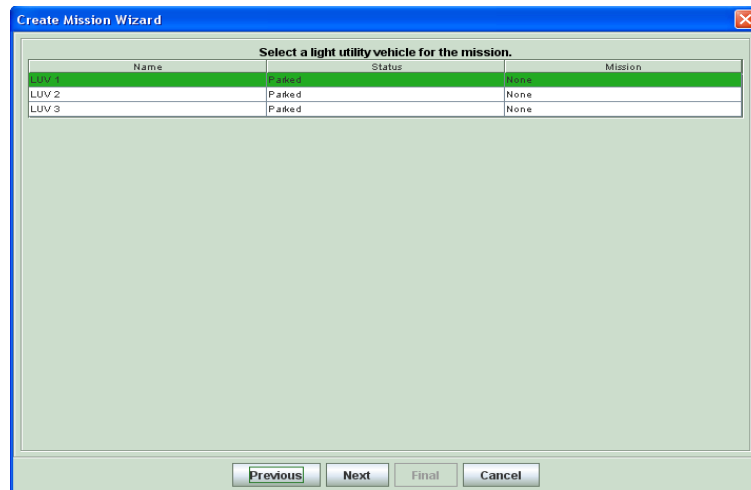 Create Mission Wizard
Select a light utility vehicle for the mission.
Name Status Mission
LUV 1 Parked None
LUV 2 Parked None
LUV 3 Parked None
Previous Next Final Cancel